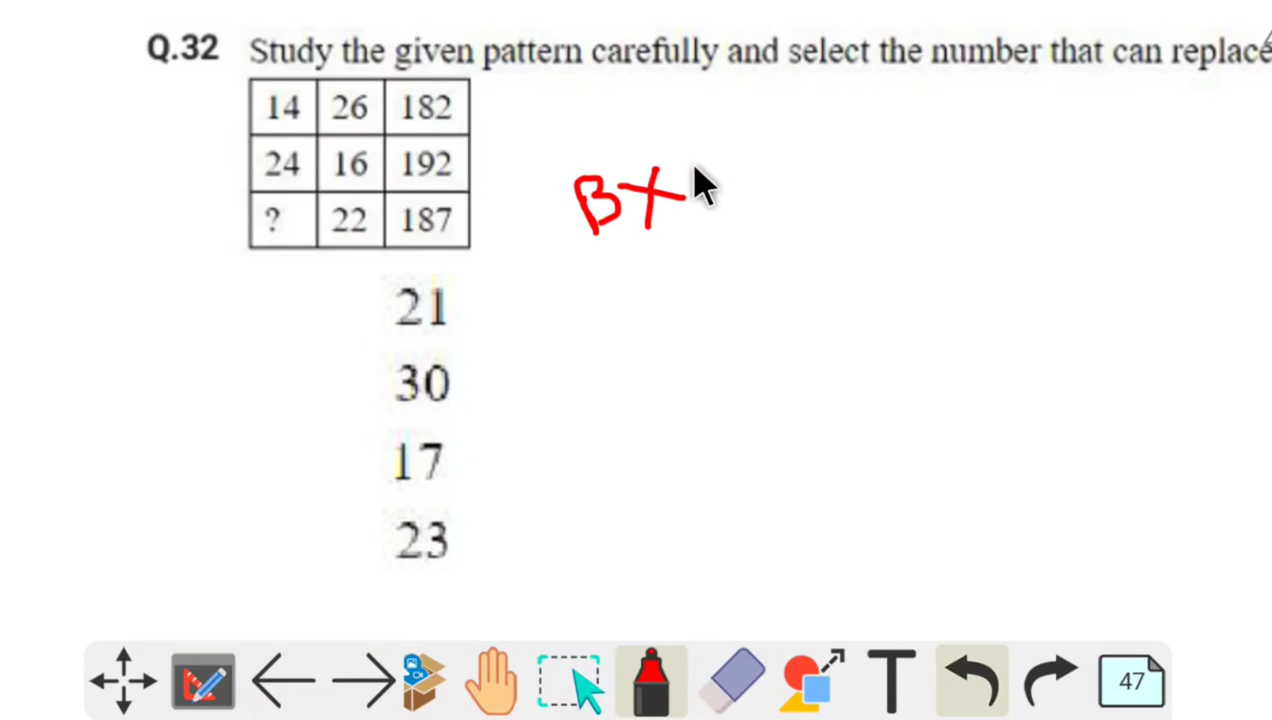 Q.32 Study the given pattern carefully and select the number that can replace
14 26 182
24 16 192
? 22 187
BX
21
30
17
23
T
47